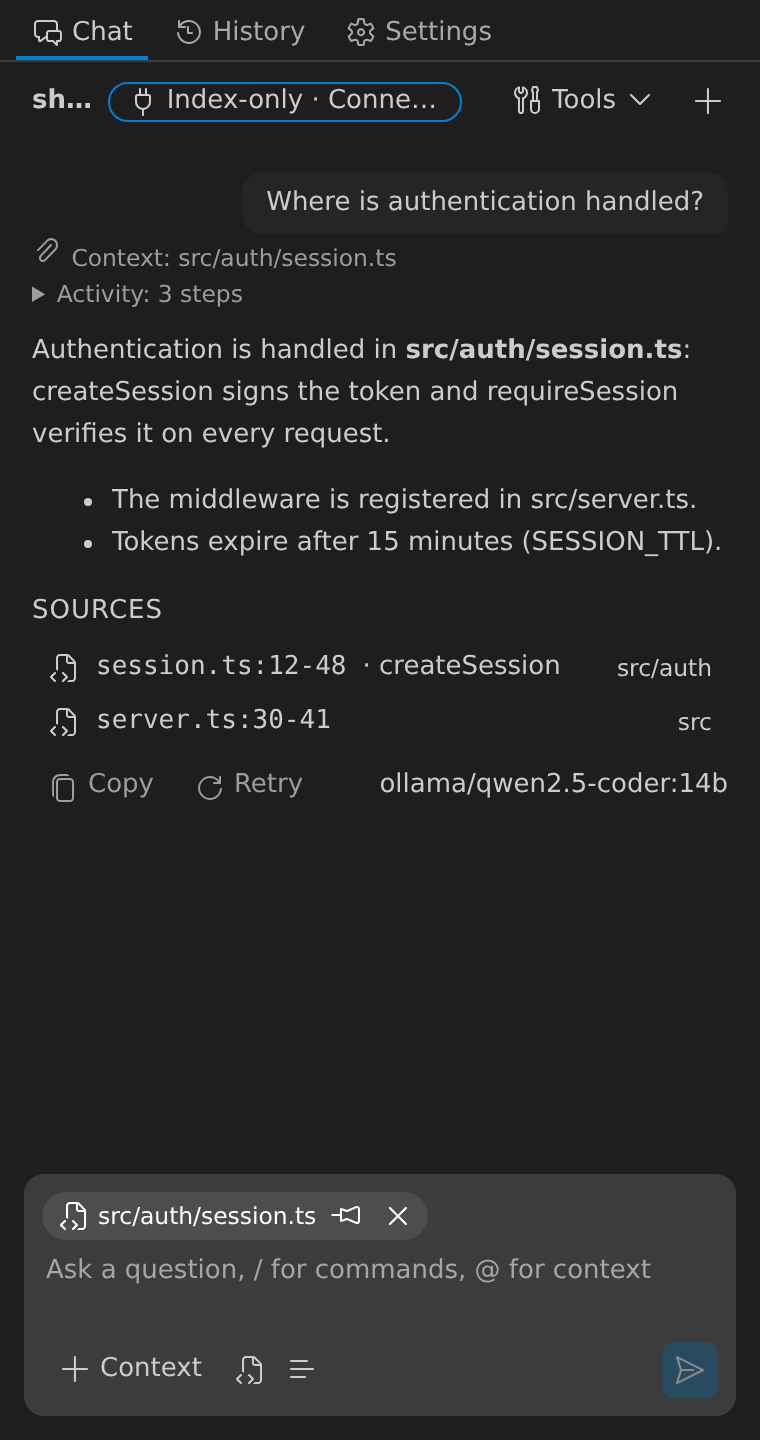 Chat History Settings
sh… Index-only · Conne… Tools
Where is authentication handled?
Context: src/auth/session.ts
Activity: 3 steps
Authentication is handled in src/auth/session.ts:
createSession signs the token and requireSession
verifies it on every request.
• The middleware is registered in src/server.ts.
• Tokens expire after 15 minutes (SESSION_TTL).
SOURCES
session.ts:12-48 · createSession src/auth
server.ts:30-41 src
Copy Retry ollama/qwen2.5-coder:14b
src/auth/session.ts
Ask a question, / for commands, @ for context
Context